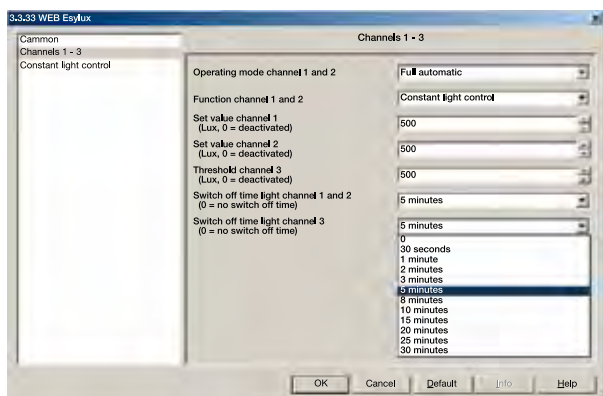 3.3.33 WEB Esylux
Cammon
Channels 1 - 3
Constant light control
Channels 1 - 3
Operating mode channel 1 and 2
Full automatic
Function channel 1 and 2
Constant light control
Set value channel 1
(Lux, 0 = deactivated)
500
Set value channel 2
(Lux, 0 = deactivated)
500
Threshold channel 3
(Lux, 0 = deactivated)
500
Switch off time light channel 1 and 2
(0 = no switch off time)
5 minutes
Switch off time light channel 3
(0 = no switch off time)
5 minutes
0
30 seconds
1 minute
2 minutes
3 minutes
5 minutes
8 minutes
10 minutes
15 minutes
20 minutes
25 minutes
30 minutes
OK
Cancel
Default
Info
Help